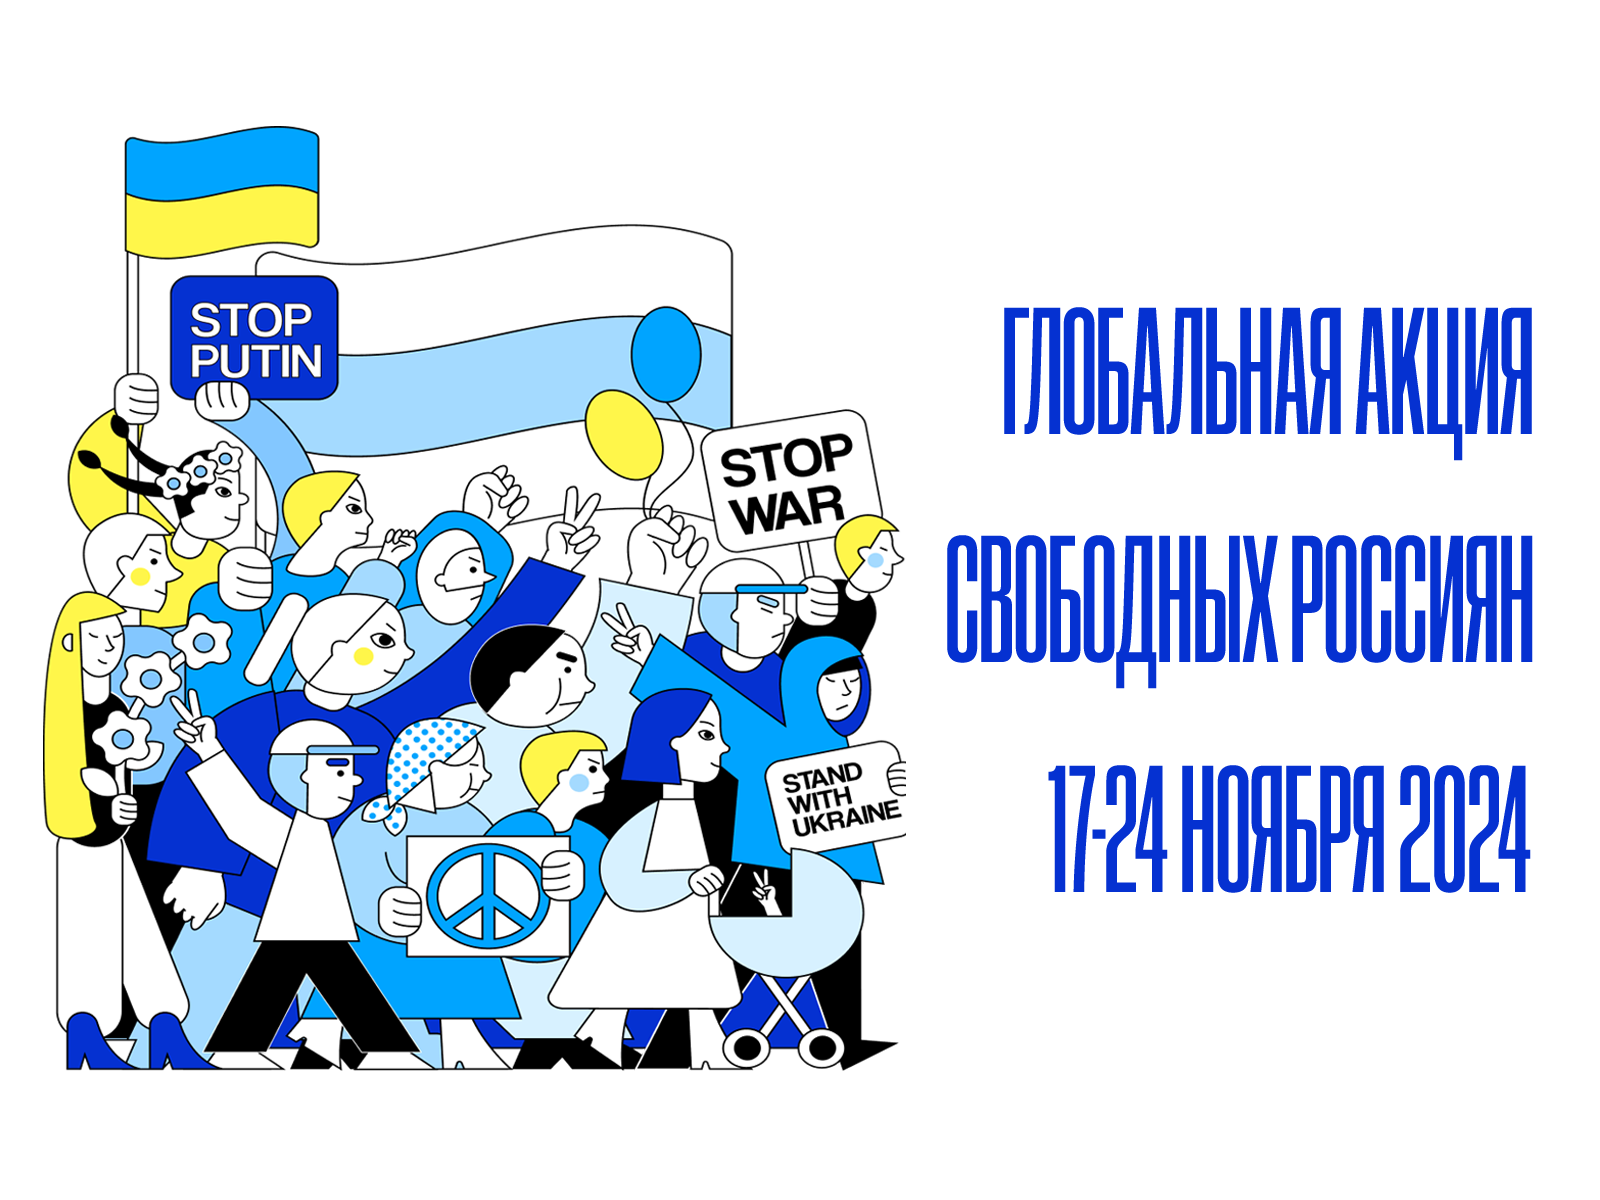 STOP
PUTIN
STOP
WAR
STAND
WITH
UKRAINE
ГЛОБАЛЬНАЯ АКЦИЯ
СВОБОДНЫХ РОССИЯН
17-24 НОЯБРЯ 2024